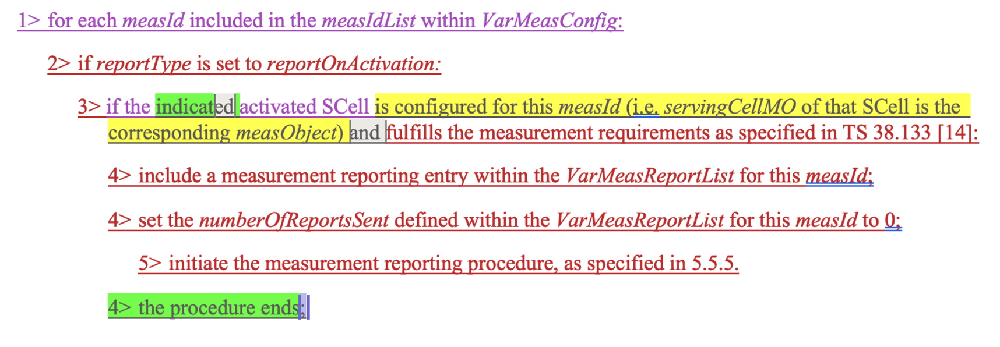 1> for each measId included in the measIdList within VarMeasConfig:
2> if reportType is set to reportOnActivation:
3> if the indicated activated SCell is configured for this measId (i.e. servingCellMO of that SCell is the
corresponding measObject) and fulfills the measurement requirements as specified in TS 38.133 [14]:
4> include a measurement reporting entry within the VarMeasReportList for this measId;
4> set the numberOfReportsSent defined within the VarMeasReportList for this measId to 0;
5> initiate the measurement reporting procedure, as specified in 5.5.5.
4> the procedure ends;